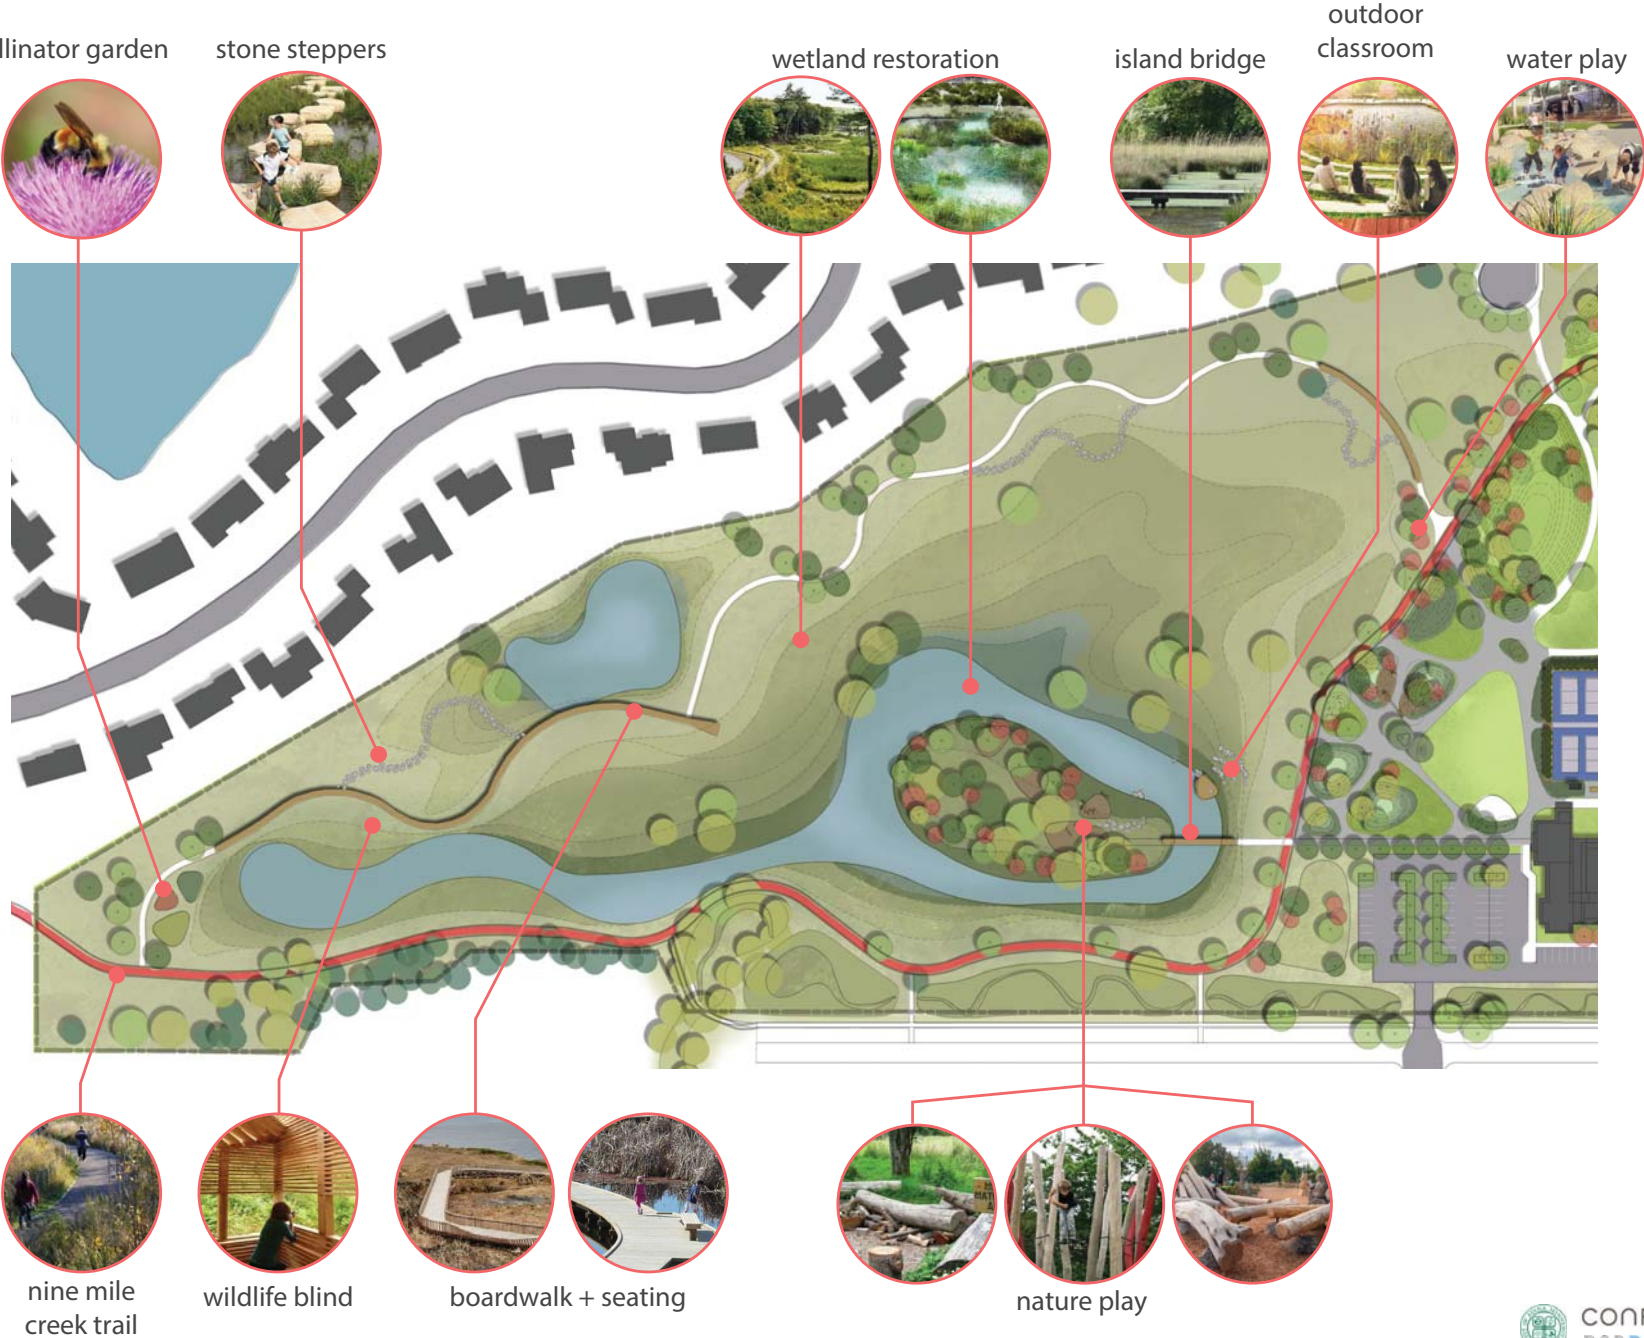 llinator garden
stone steppers
wetland restoration
island bridge
outdoor
classroom
water play
nine mile
creek trail
wildlife blind
boardwalk + seating
nature play